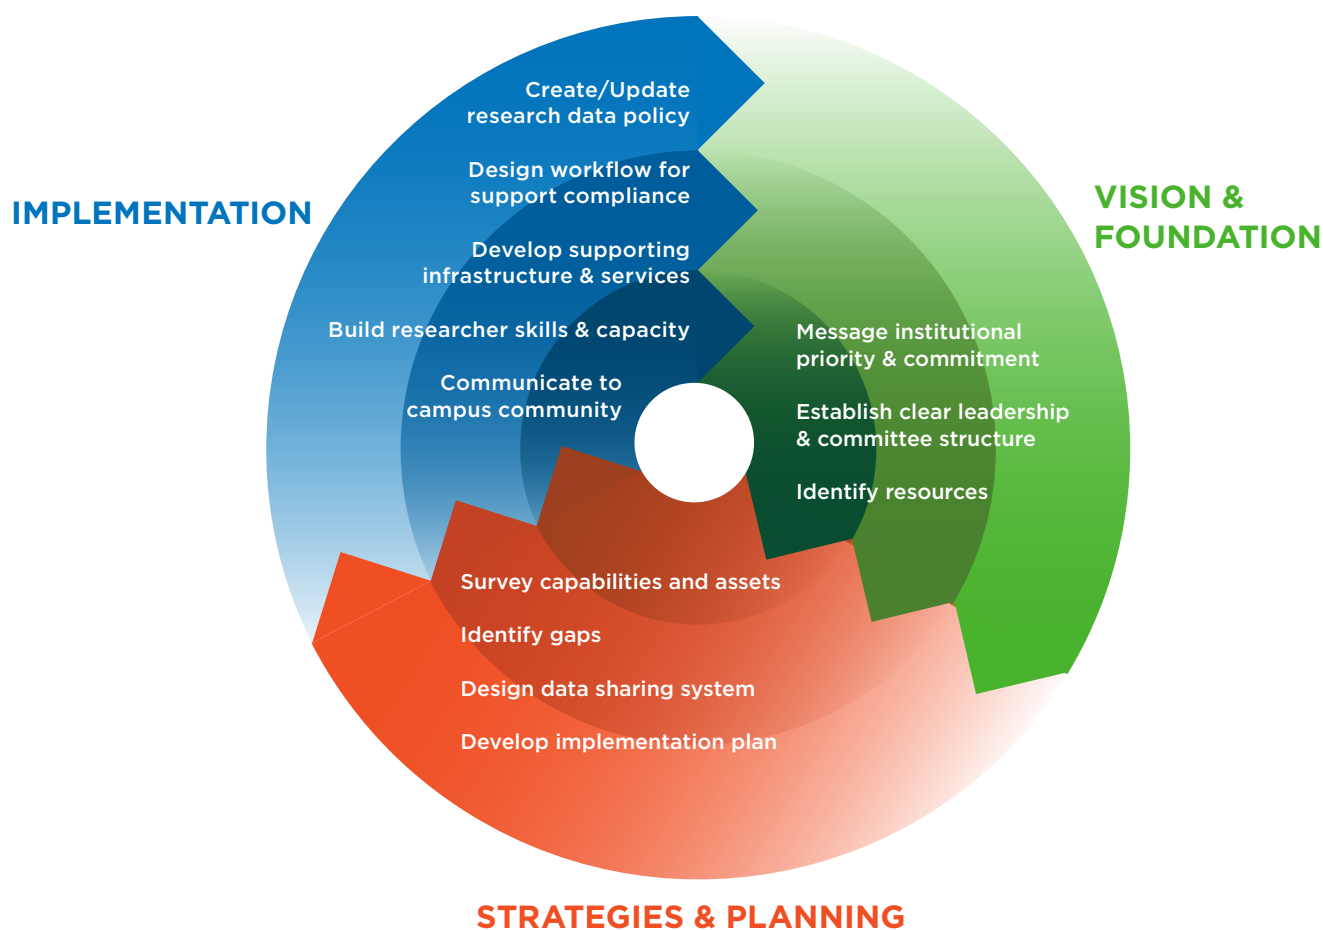 IMPLEMENTATION
Create/Update
research data policy
Design workflow for
support compliance
Develop supporting
infrastructure & services
Build researcher skills & capacity
Communicate to
campus community
VISION &
FOUNDATION
Message institutional
priority & commitment
Establish clear leadership
& committee structure
Identify resources
Survey capabilities and assets
Identify gaps
Design data sharing system
Develop implementation plan
STRATEGIES & PLANNING